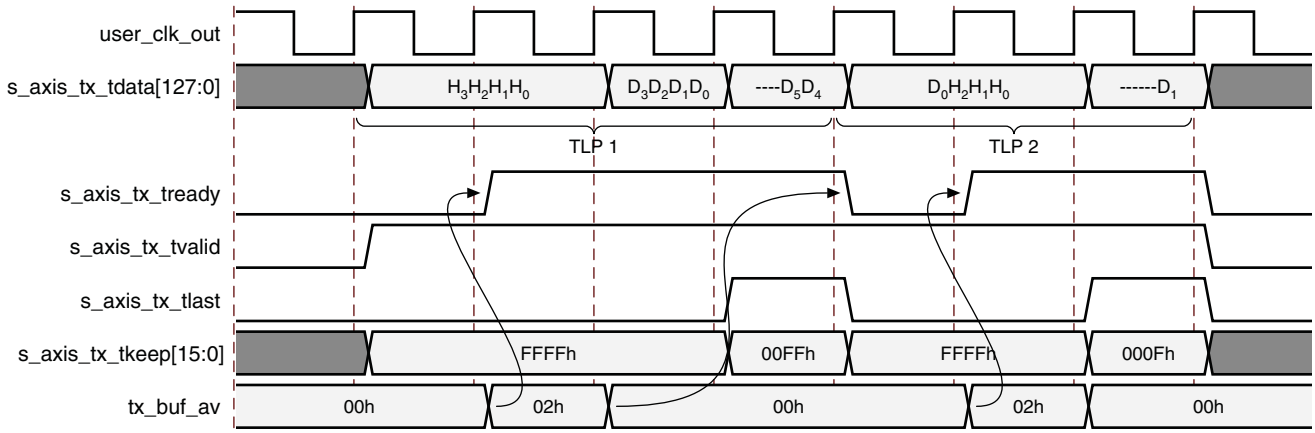 user_clk_out
s_axis_tx_tdata[127:0] H3H2H1H0 D3D2D1D0 ----D5D4 D0H2H1H0 ------D1
TLP 1 TLP 2
s_axis_tx_tready
s_axis_tx_tvalid
s_axis_tx_tlast
s_axis_tx_tkeep[15:0] FFFFh 00FFh FFFFh 000Fh
tx_buf_av 00h 02h 00h 02h 00h